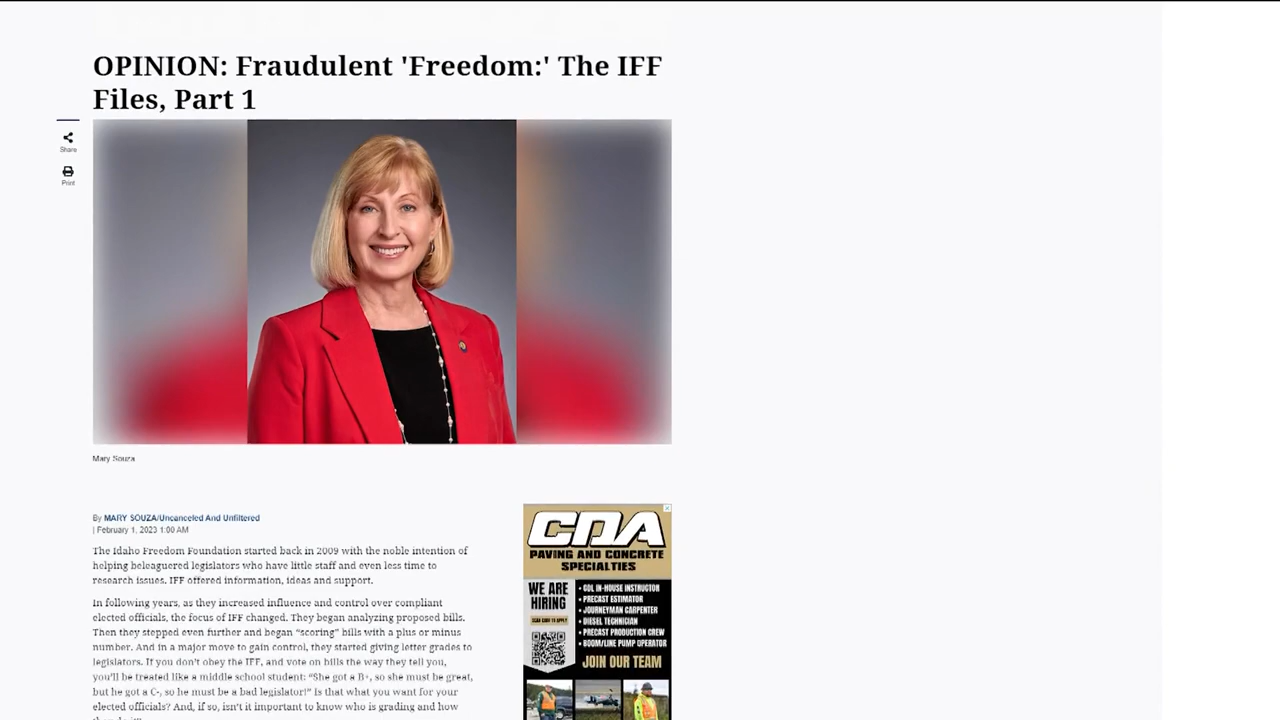 OPINION: Fraudulent 'Freedom:' The IFF
Files, Part 1
Share
Print
Mary Souza
By MARY SOUZA/Uncanceled And Unfiltered
| February 1, 2023 1:00 AM
The Idaho Freedom Foundation started back in 2009 with the noble intention of
helping beleaguered legislators who have little staff and even less time to
research issues. IFF offered information, ideas and support.
In following years, as they increased influence and control over compliant
elected officials, the focus of IFF changed. They began analyzing proposed bills.
Then they stepped even further and began “scoring” bills with a plus or minus
number. And in a major move to gain control, they started giving letter grades to
legislators. If you don’t obey the IFF, and vote on bills the way they tell you,
you’ll be treated like a middle school student: “She got a B+, so she must be great,
but he got a C-, so he must be a bad legislator!” Is that what you want for your
elected officials? And, if so, isn’t it important to know who is grading and how
CDA
PAVING AND CONCRETE
SPECIALTIES
WE ARE
HIRING
SCAN CODE TO APPLY
• CDL IN-HOUSE INSTRUCTOR
• PRECAST ESTIMATOR
• JOURNEYMAN CARPENTER
• DIESEL TECHNICIAN
• PRECAST PRODUCTION CREW
• BOOM/LINE PUMP OPERATOR
JOIN OUR TEAM